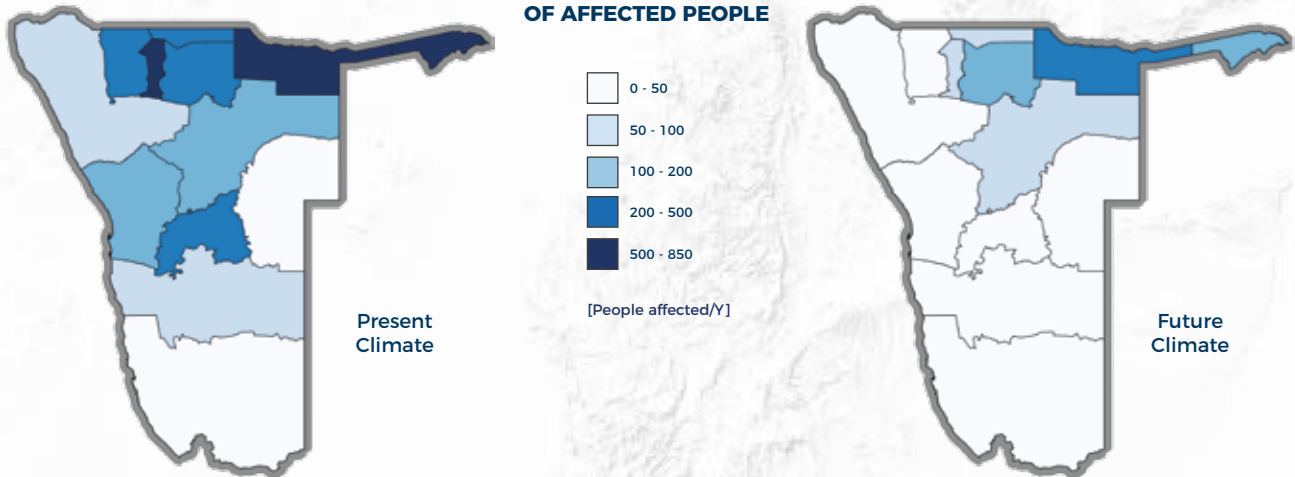 OF AFFECTED PEOPLE
0 - 50
50 - 100
100 - 200
200 - 500
500 - 850
[People affected/Y]
Present
Climate
Future
Climate